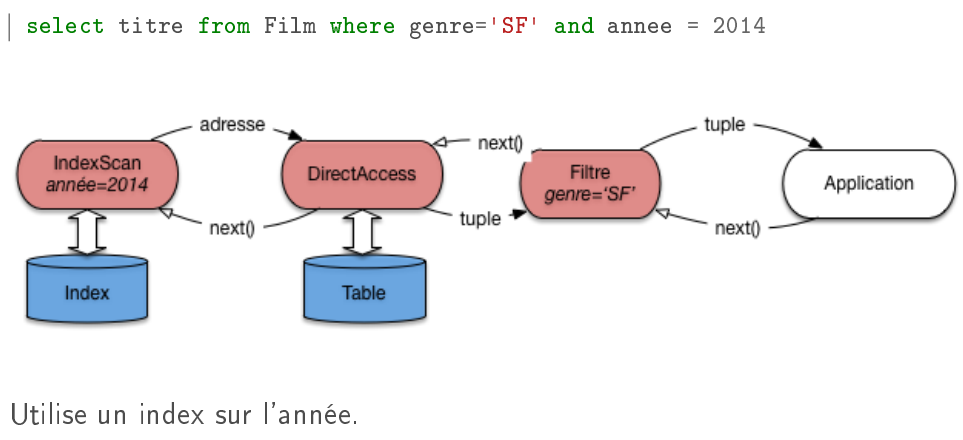 select titre from Film where genre='SF' and annee = 2014
adresse
next()
tuple
IndexScan
année=2014
DirectAccess
Filtre
genre=‘SF’
Application
next()
tuple
next()
Index
Table
Utilise un index sur l'année.